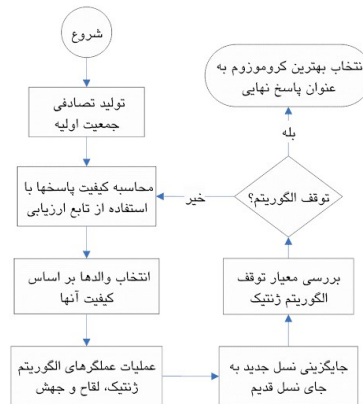 شروع
تولید تصادفی
جمعیت اولیه
محاسبه کیفیت پاسخها با
استفاده از تابع ارزیابی
انتخاب والدها بر اساس
کیفیت آنها
عملیات عملگرهای الگوریتم
ژنتیک، لقاح و جهش
جایگزینی نسل جدید به
جای نسل قدیم
بررسی معیار توقف
الگوریتم ژنتیک
توقف الگوریتم؟
خیر
بله
نتخاب بهترین کروموزوم به
عنوان پاسخ نهایی